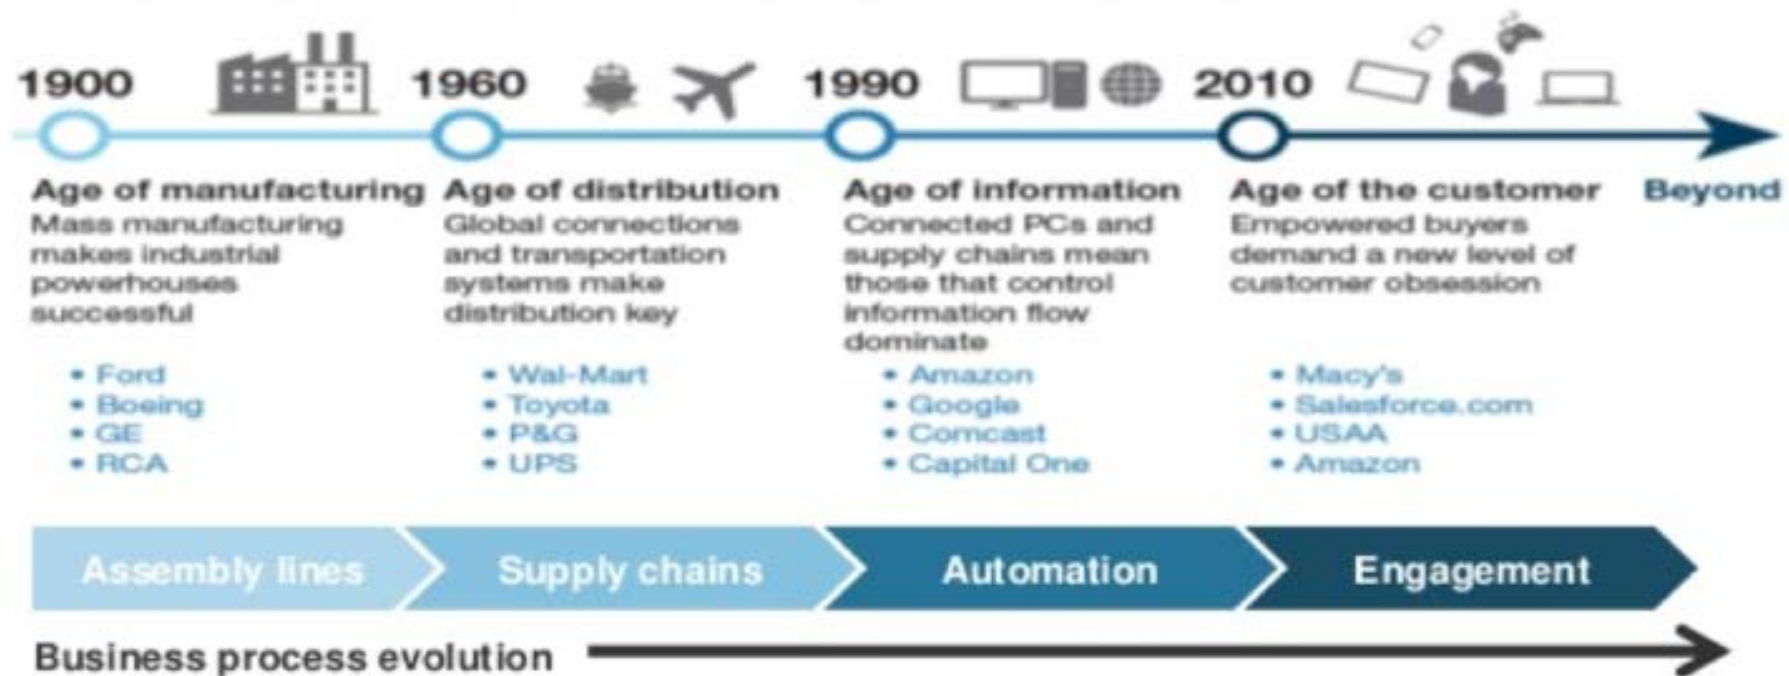 1900 1960 1990 2010
Age of manufacturing
Mass manufacturing
makes industrial
powerhouses
successful
• Ford
• Boeing
• GE
• RCA
Age of distribution
Global connections
and transportation
systems make
distribution key
• Wal-Mart
• Toyota
• P&G
• UPS
Age of information
Connected PCs and
supply chains mean
those that control
information flow
dominate
• Amazon
• Google
• Comcast
• Capital One
Age of the customer
Empowered buyers
demand a new level of
customer obsession
• Macy's
• Salesforce.com
• USAA
• Amazon
Beyond
Assembly lines
Supply chains
Automation
Engagement
Business process evolution